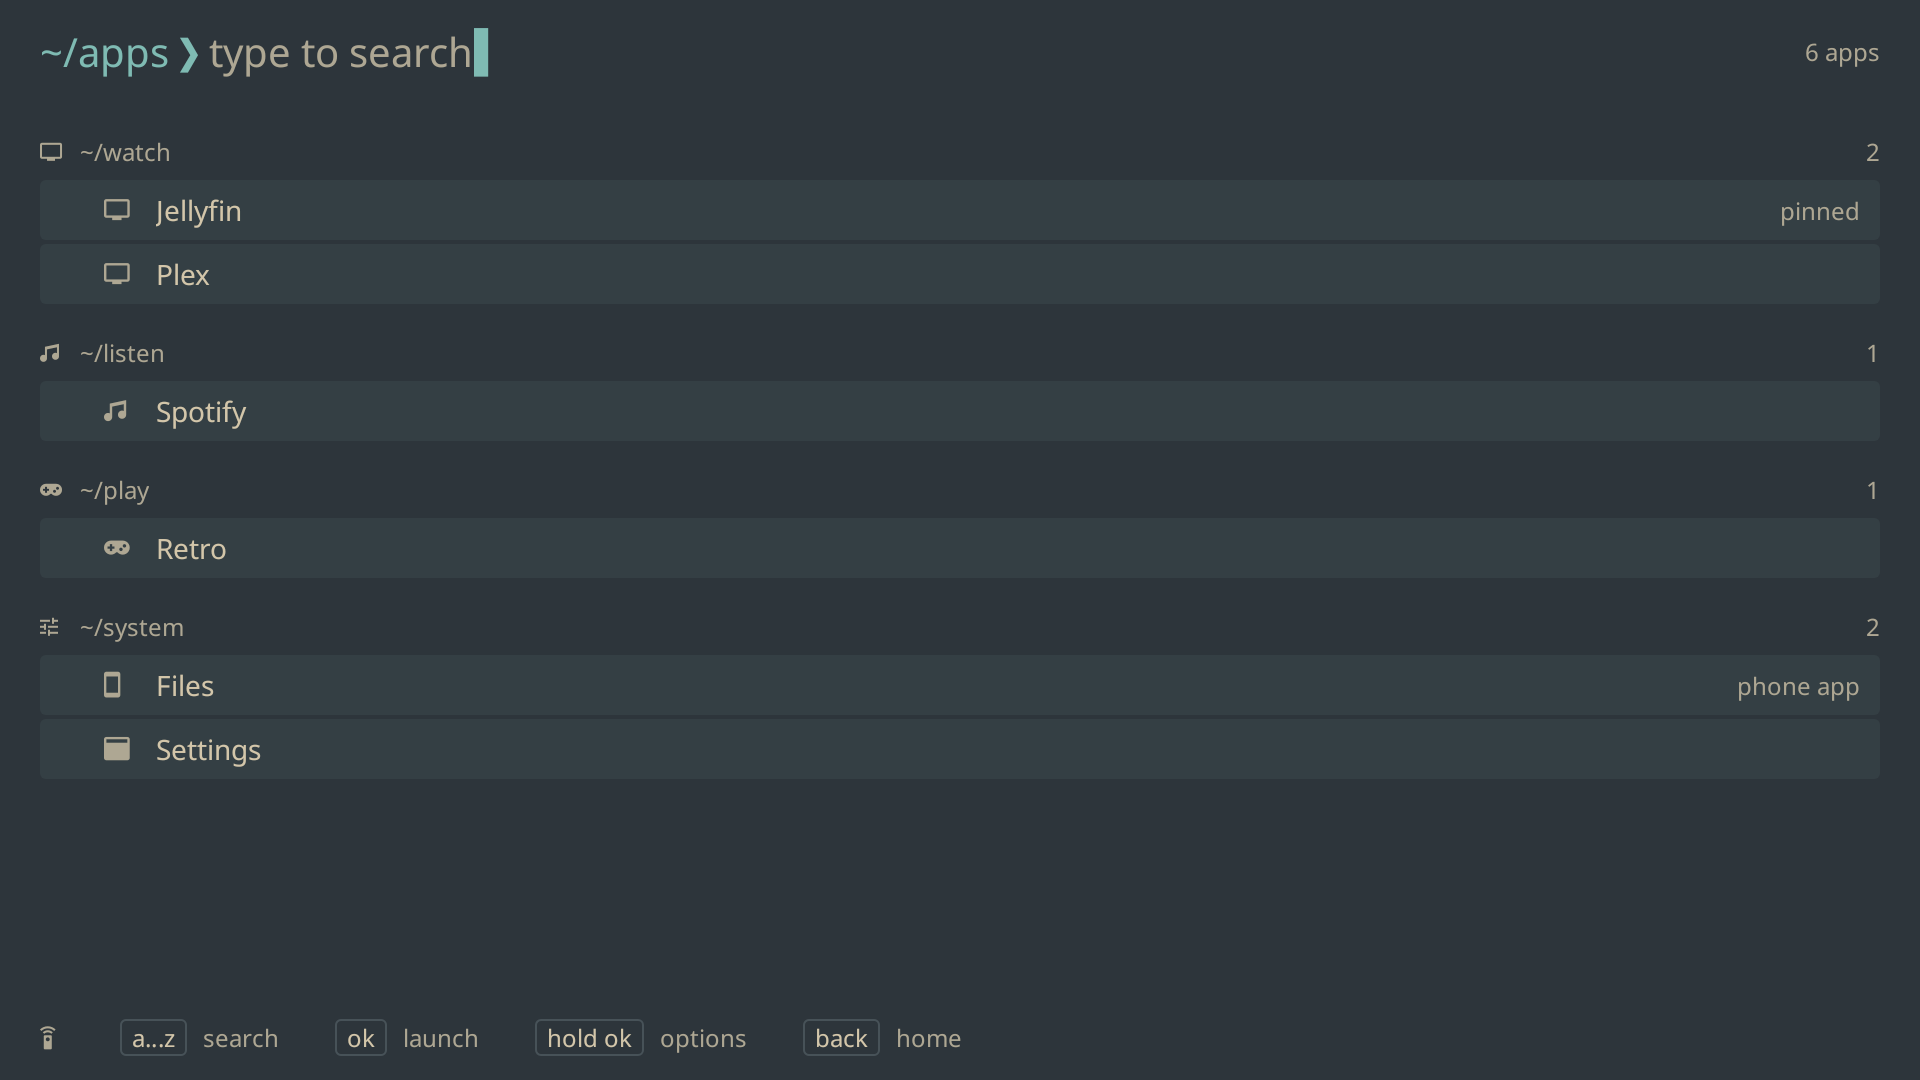 ~/apps ❯ type to search
6 apps
~/watch 2
Jellyfin pinned
Plex
~/listen 1
Spotify
~/play 1
Retro
~/system 2
Files phone app
Settings
a...z search ok launch hold ok options back home